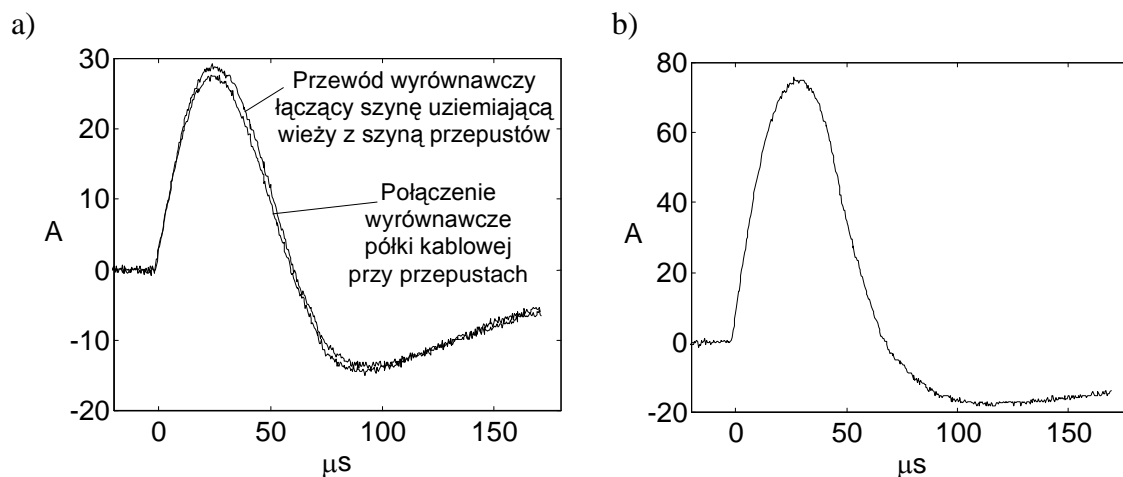 a)
30
20
10
0
-10
-20
A
Przewód wyrównawczy
łączący szynę uziemiającą
wieży z szyną przepustów
Połączenie
wyrównawcze
półki kablowej
przy przepustach
0
50
100
150
μs
b)
80
60
40
20
0
-20
A
0
50
100
150
μs